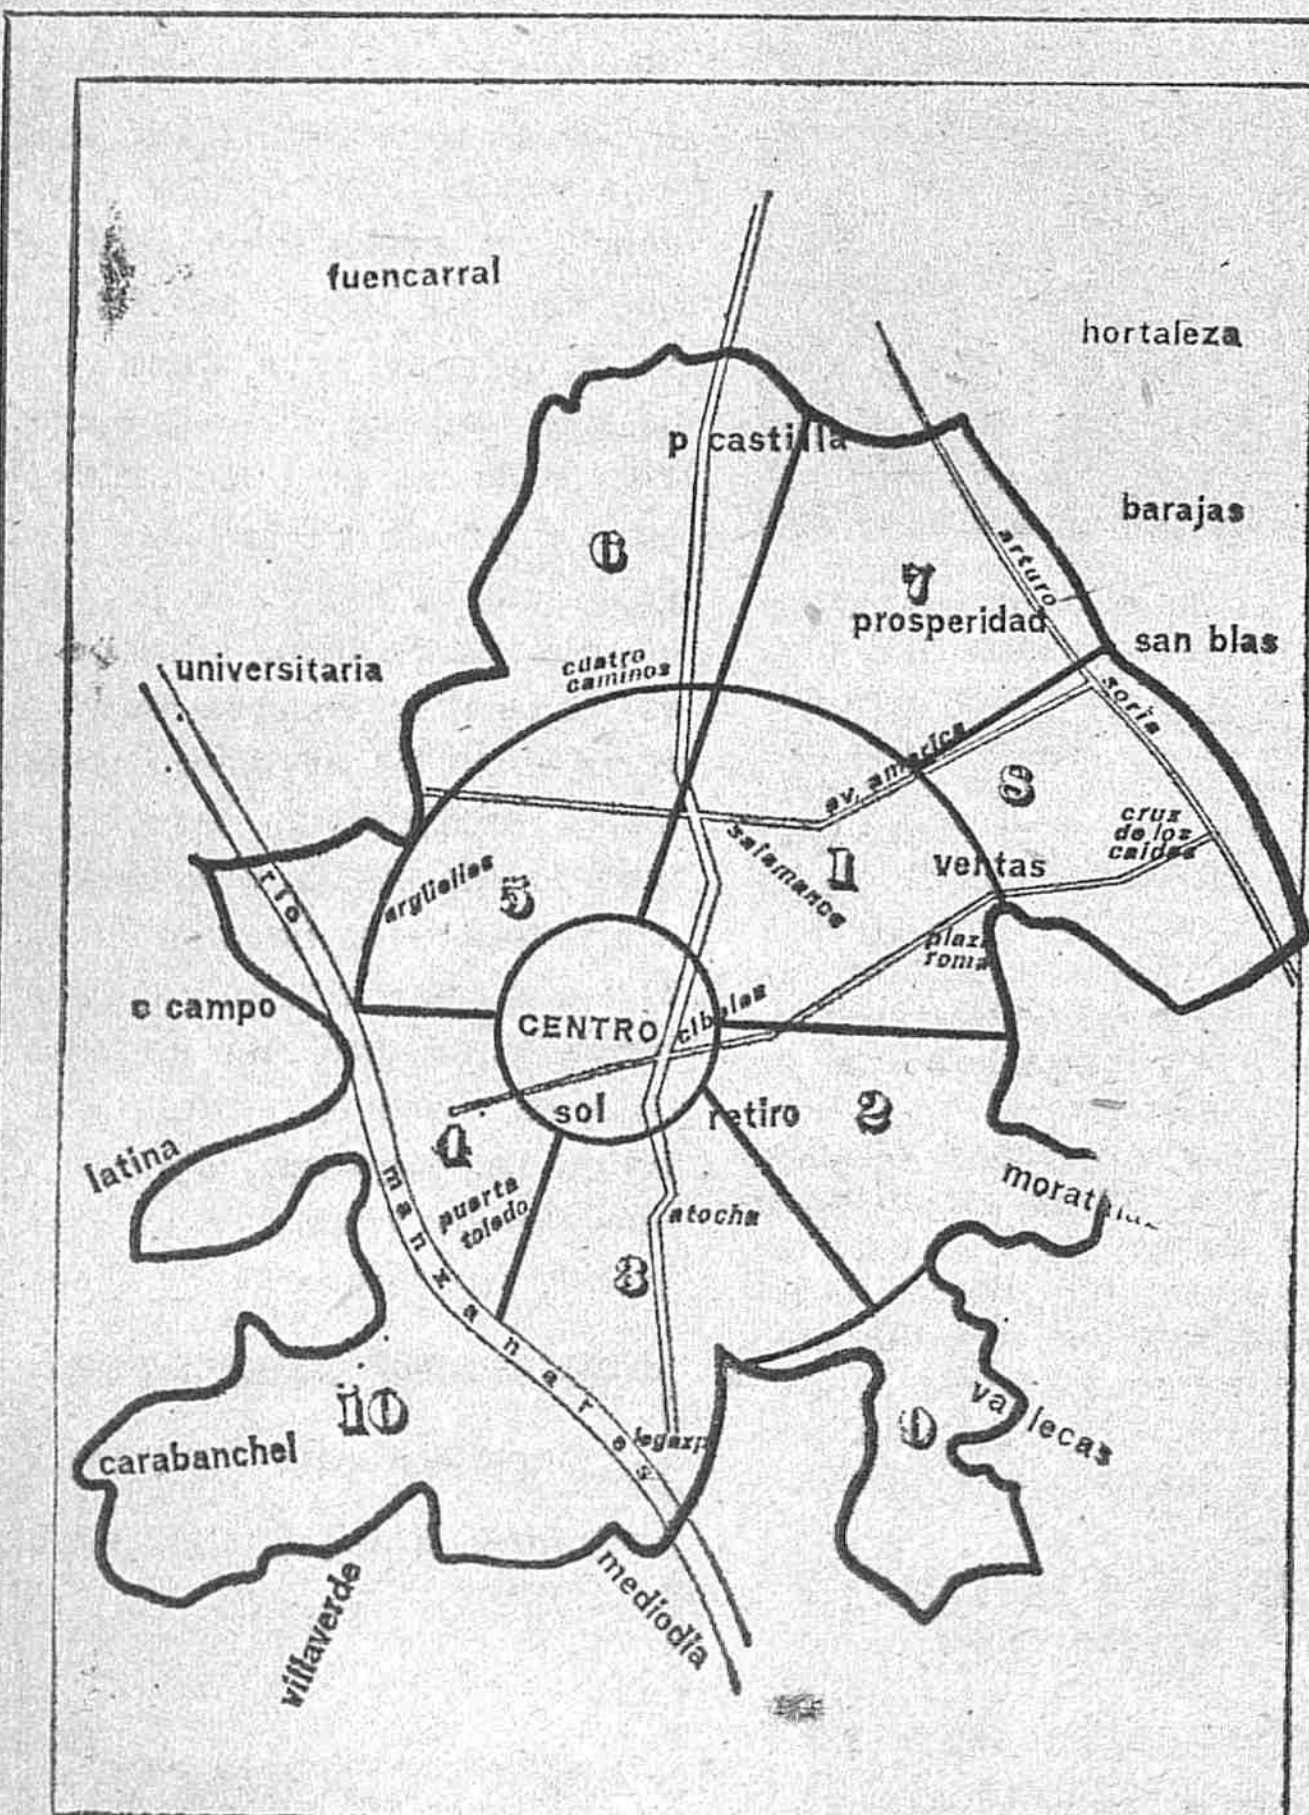 fuencarral
hortaleza
p castilla
barajas
6
arturo
7
prosperidad
san blas
universitaria
cuatro
caminos
soria
av. america
8
cruz
de los
caidos
salamanca
1
ventas
argüelles
5
rio
plaza
roma
c campo
CENTRO
cibeles
sol
retiro
2
4
latina
manzanares
puerta
toledo
atocha
moratalaz
3
10
9
vallecas
legazpi
carabanchel
villaverde
mediodía